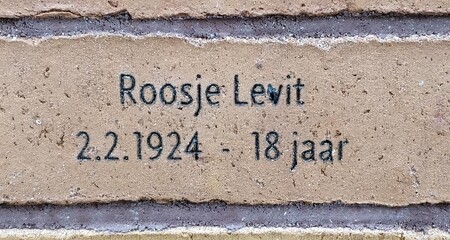 Roosje Levit
2.2.1924 - 18 jaar